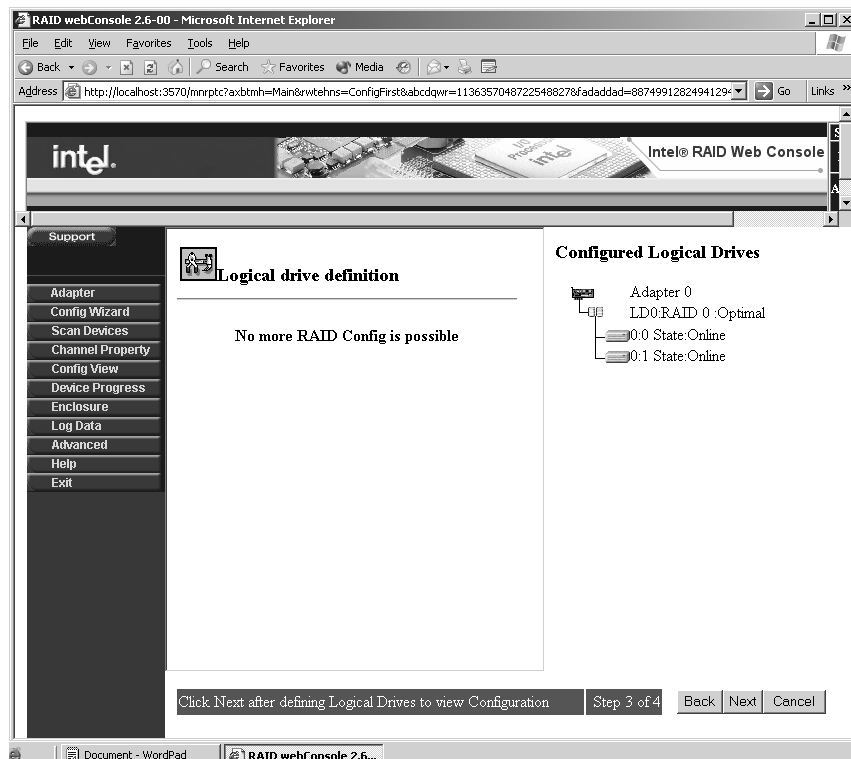 RAID webConsole 2.6-00 - Microsoft Internet Explorer
File Edit View Favorites Tools Help
Back Search Favorites Media
Address http://localhost:3570/mnrptc?axbtmh=Main&rwtehns=ConfigFirst&abcdqwr=11363570487225548827&fadaddad=8874991282494129 Go Links »
intel.
I/O Processor intel
Intel® RAID Web Console
Support
Adapter
Config Wizard
Scan Devices
Channel Property
Config View
Device Progress
Enclosure
Log Data
Advanced
Help
Exit
Logical drive definition
No more RAID Config is possible
Configured Logical Drives
Adapter 0
LD0:RAID 0 :Optimal
0:0 State:Online
0:1 State:Online
Click Next after defining Logical Drives to view Configuration Step 3 of 4 Back Next Cancel
Document - WordPad RAID webConsole 2.6...